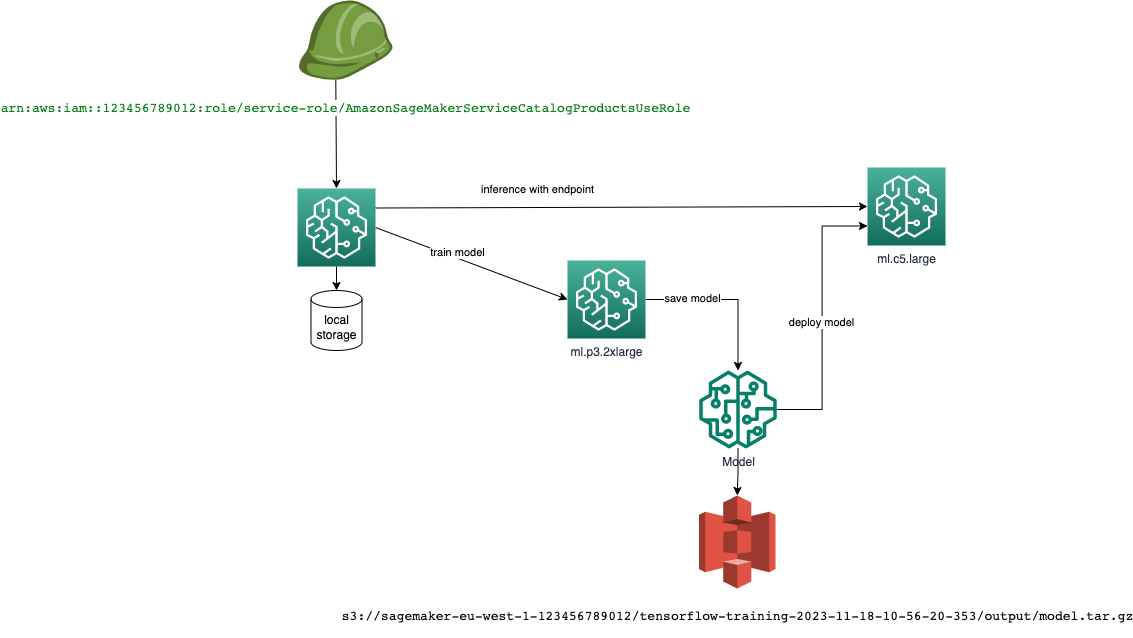 arn:aws:iam::123456789012:role/service-role/AmazonSageMakerServiceCatalogProductsUseRole
inference with endpoint
train model
ml.c5.large
local
storage
save model
ml.p3.2xlarge
deploy model
Model
s3://sagemaker-eu-west-1-123456789012/tensorflow-training-2023-11-18-10-56-20-353/output/model.tar.gz